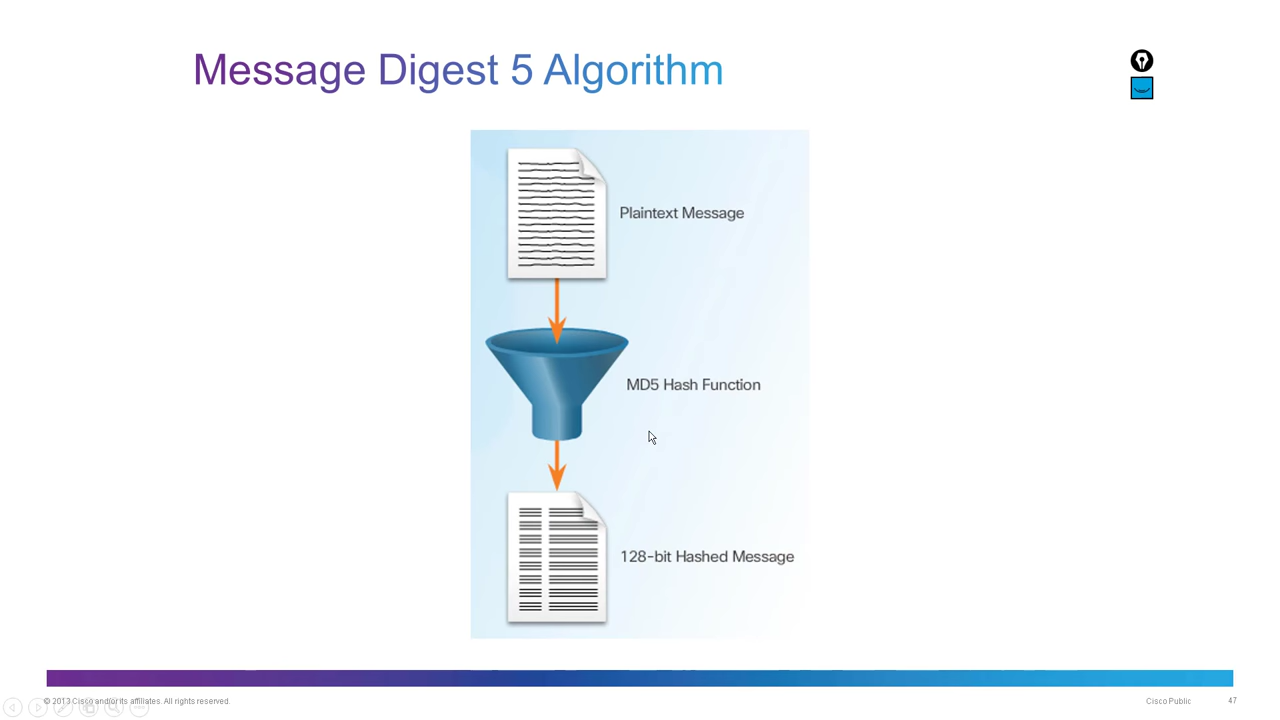 Message Digest 5 Algorithm
Plaintext Message
MD5 Hash Function
128-bit Hashed Message
© 2013 Cisco and/or its affiliates. All rights reserved.
Cisco Public
47